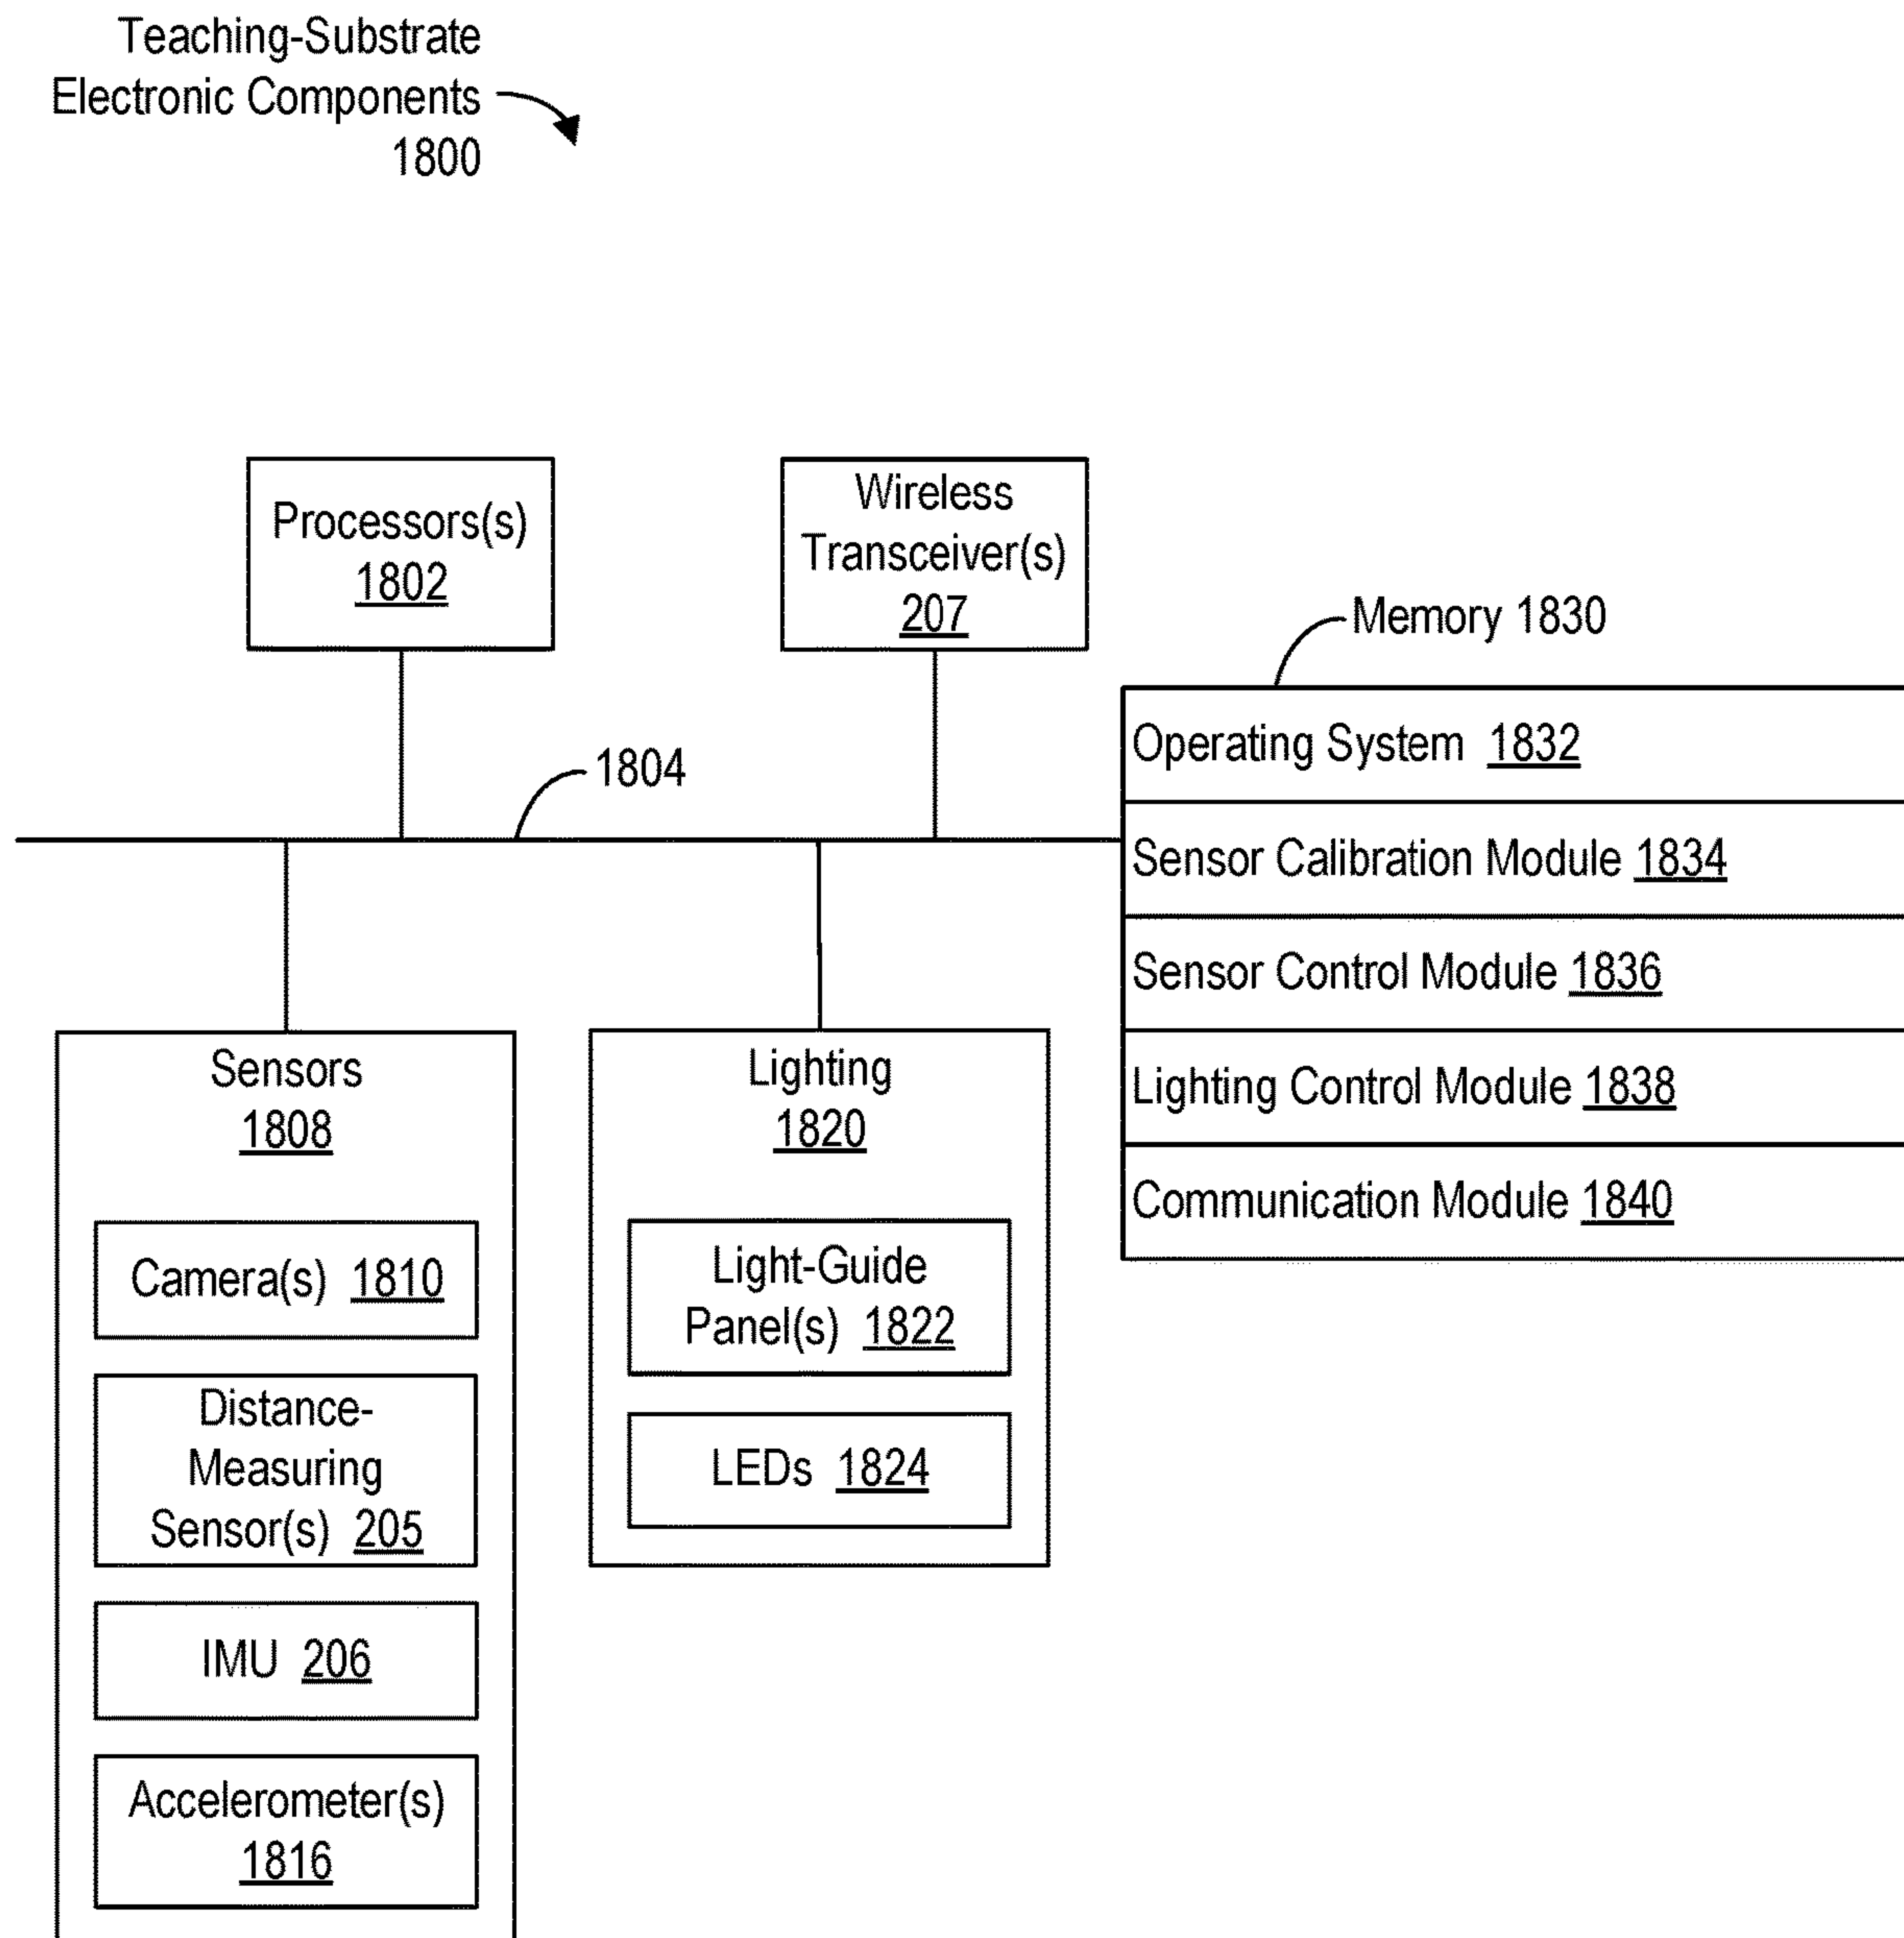 Teaching-Substrate
Electronic Components
1800
Processors(s)
1802
Wireless
Transceiver(s)
207
Memory 1830
1804
Operating System 1832
Sensor Calibration Module 1834
Sensor Control Module 1836
Lighting Control Module 1838
Communication Module 1840
Sensors
1808
Camera(s) 1810
Distance-
Measuring
Sensor(s) 205
IMU 206
Accelerometer(s)
1816
Lighting
1820
Light-Guide
Panel(s) 1822
LEDs 1824